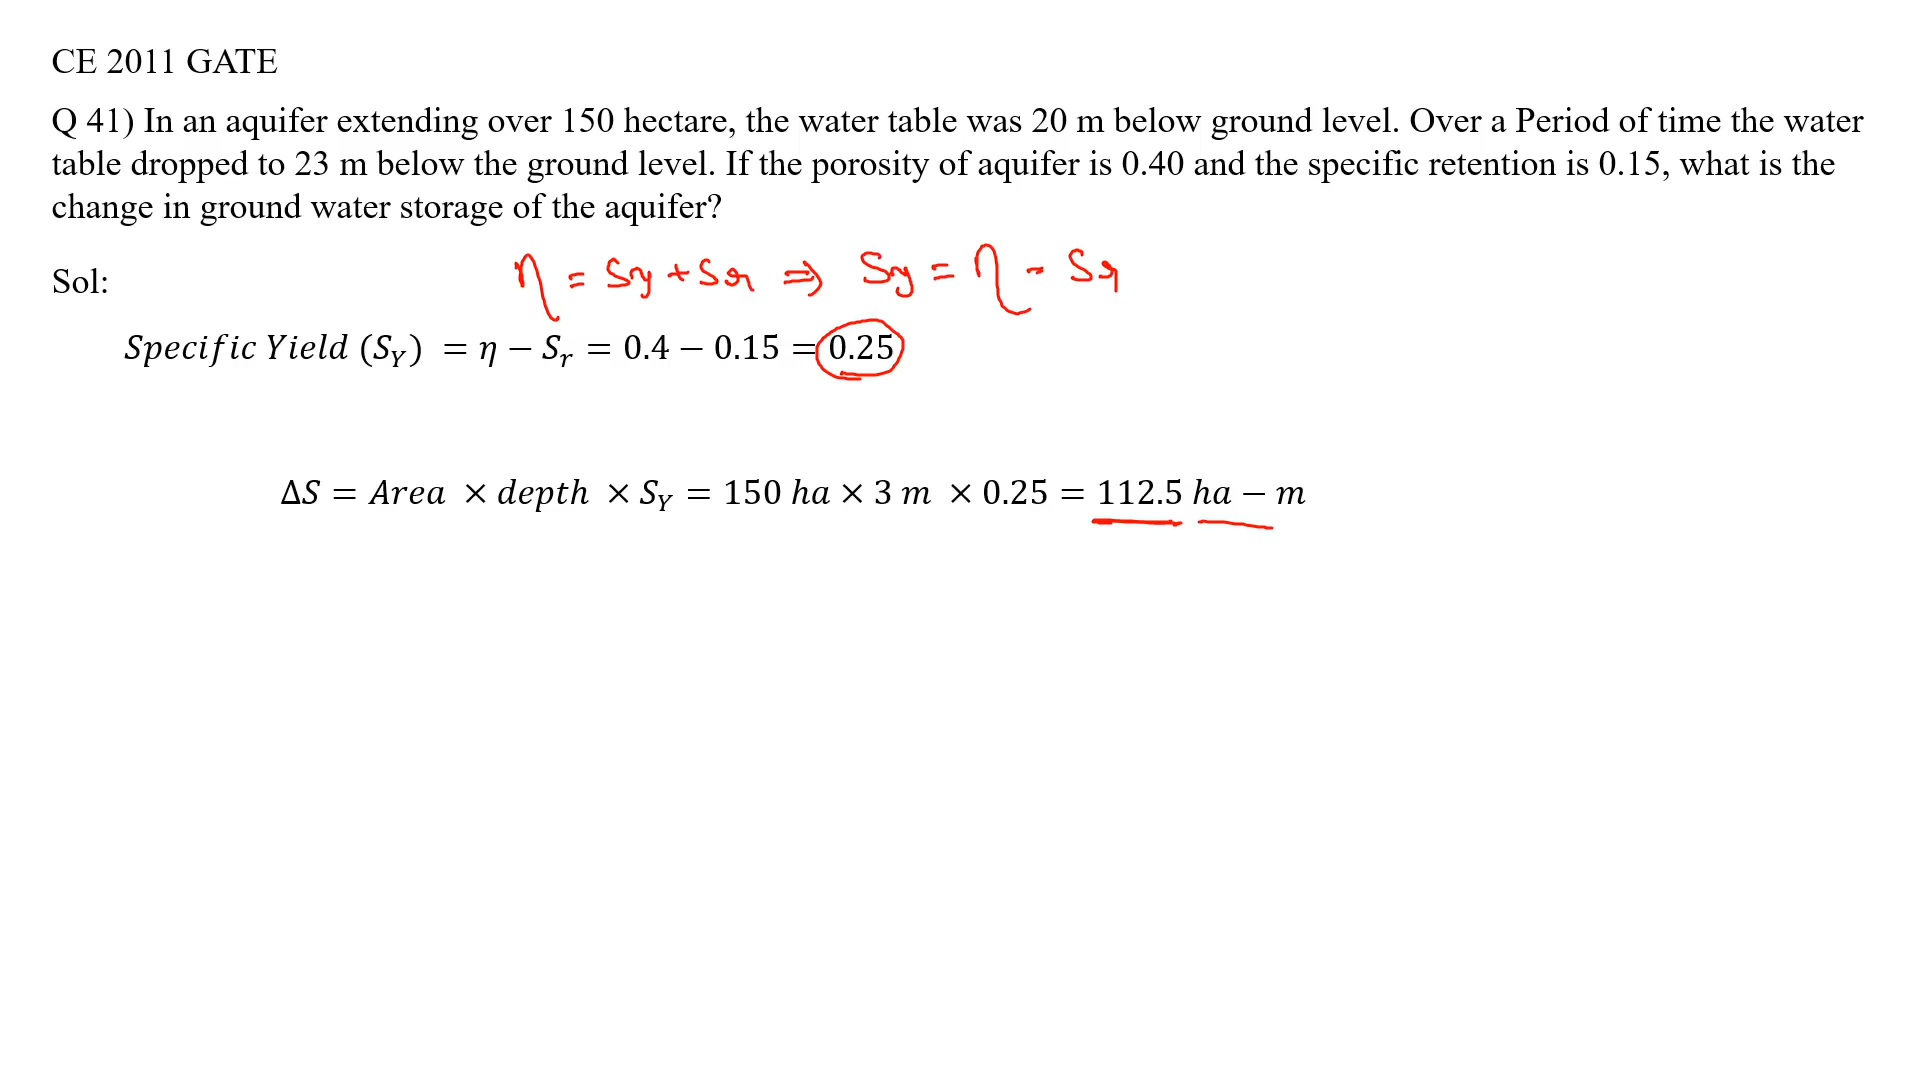 CE 2011 GATE
Q 41) In an aquifer extending over 150 hectare, the water table was 20 m below ground level. Over a Period of time the water
table dropped to 23 m below the ground level. If the porosity of aquifer is 0.40 and the specific retention is 0.15, what is the
change in ground water storage of the aquifer?
η = Sy + Sr ⇒ Sy = η - Sr
Sol:
Specific Yield (S_Y) = η − S_r = 0.4 − 0.15 = 0.25
ΔS = Area × depth × S_Y = 150 ha × 3 m × 0.25 = 112.5 ha − m